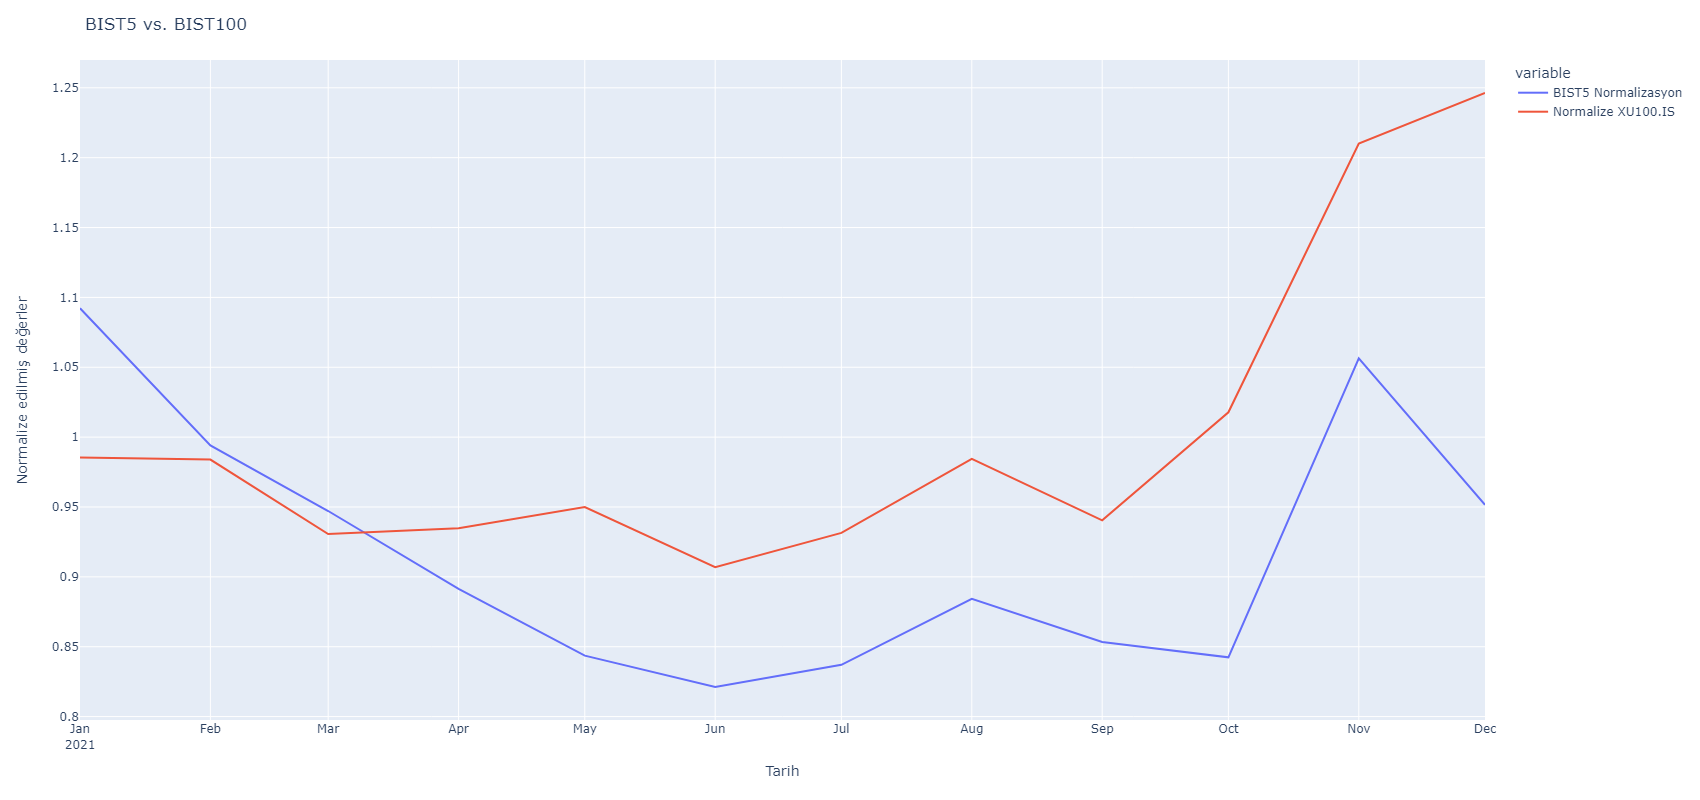 BIST5 vs. BIST100
variable
BIST5 Normalizasyon
Normalize XU100.IS
Normalize edilmiş değerler
1.25
1.2
1.15
1.1
1.05
1
0.95
0.9
0.85
0.8
Jan Feb Mar Apr May Jun Jul Aug Sep Oct Nov Dec
2021
Tarih